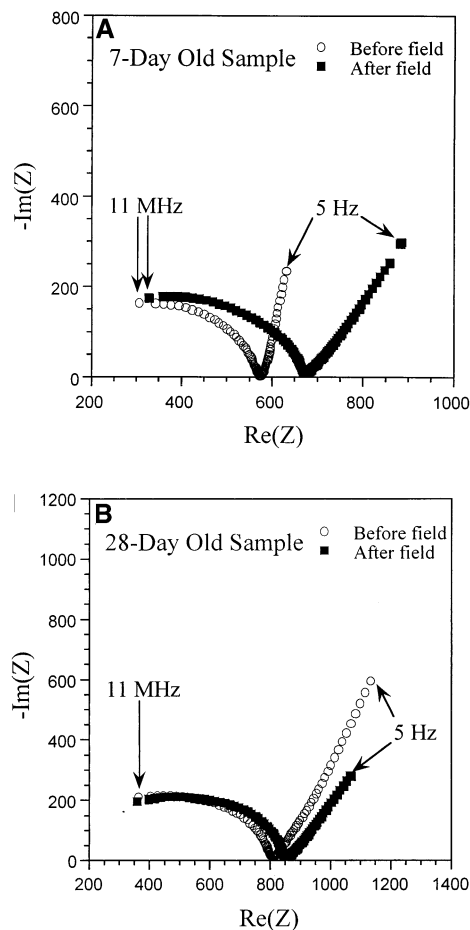 A
7-Day Old Sample
Before field
After field
11 MHz
5 Hz
-Im(Z)
800
600
400
200
0
200 400 600 800 1000
Re(Z)
B
28-Day Old Sample
Before field
After field
11 MHz
5 Hz
-Im(Z)
1200
1000
800
600
400
200
0
200 400 600 800 1000 1200 1400
Re(Z)